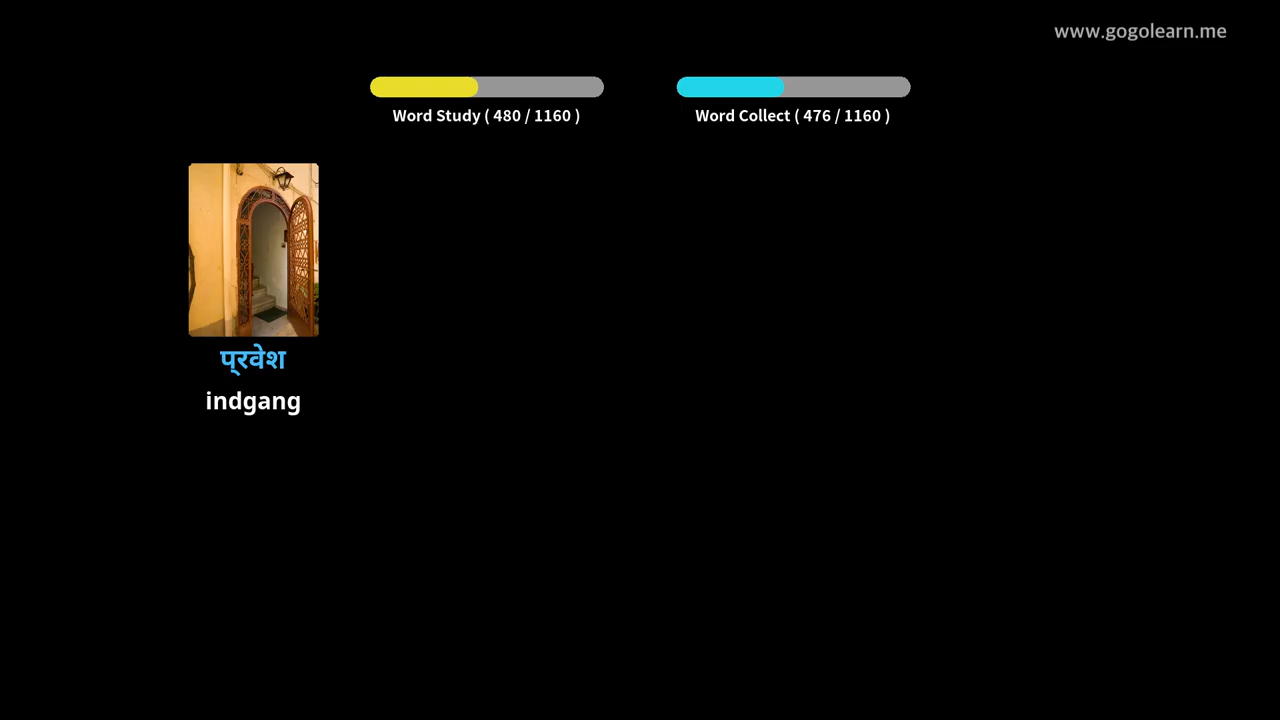 www.gogolearn.me
Word Study ( 480 / 1160 )
Word Collect ( 476 / 1160 )
प्रवेश
indgang